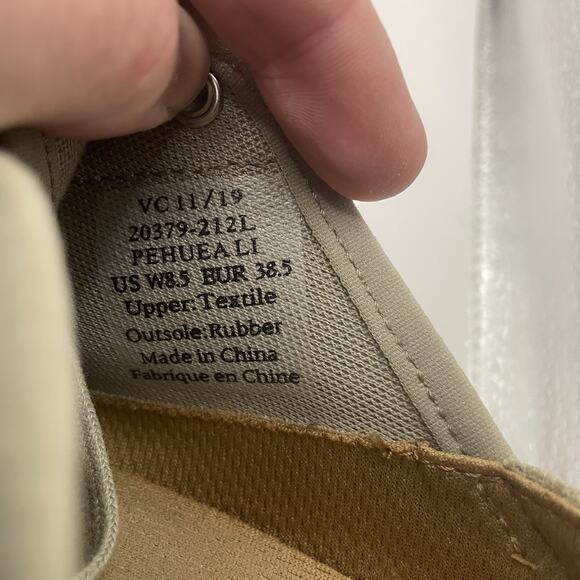 VC 11/19
20379-212L
PEHUEA LI
US W8.5 EUR 38.5
Upper:Textile
Outsole:Rubber
Made in China
Fabrique en Chine